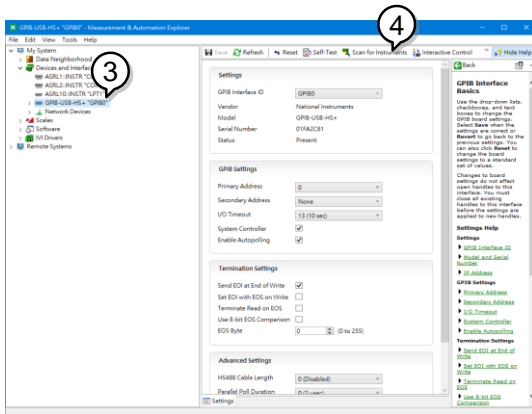 GPIB-USB-HS+ "GPIB0" - Measurement & Automation Explorer
File Edit View Tools Help
4
My System
Data Neighborhood
Devices and Interfac
ASRL1::INSTR "CO
ASRL2::INSTR "CO
ASRL10::INSTR "LPT1"
GPIB-USB-HS+ "GPIB0"
Network Devices
Scales
Software
IVI Drivers
Remote Systems
3
Save Refresh Reset Self-Test Scan for Instruments Interactive Control » Hide Help
Settings
GPIB Interface ID GPIB0
Vendor National Instruments
Model GPIB-USB-HS+
Serial Number 01FA2C81
Status Present
GPIB Settings
Primary Address 0
Secondary Address None
I/O Timeout 13 (10 sec)
System Controller
Enable Autopolling
Termination Settings
Send EOI at End of Write
Set EOI with EOS on Write
Terminate Read on EOS
Use 8-bit EOS Comparison
EOS Byte 0 (0 to 255)
Advanced Settings
HS488 Cable Length 0 (Disabled)
Parallel Poll Duration 0 (2 usec)
Settings
Back
GPIB Interface
Basics
Use the drop-down lists,
checkboxes, and text
boxes to change the
GPIB board settings.
Select Save when the
settings are correct or
Revert to go back to the
previous settings. You
can also click Reset to
change the board
settings to a standard
set of values.
Changes to board
settings do not affect
open handles to this
interface. You must
close all existing
handles to this interface
before the settings are
applied to new handles.
Settings Help
Settings
GPIB Interface ID
Model and Serial
Number
IP Address
GPIB Settings
Primary Address
Secondary Address
I/O Timeout
System Controller
Enable Autopolling
Termination Settings
Send EOI at End of
Write
Set EOI with EOS on
Write
Terminate Read on
EOS
Use 8-bit EOS
Comparison